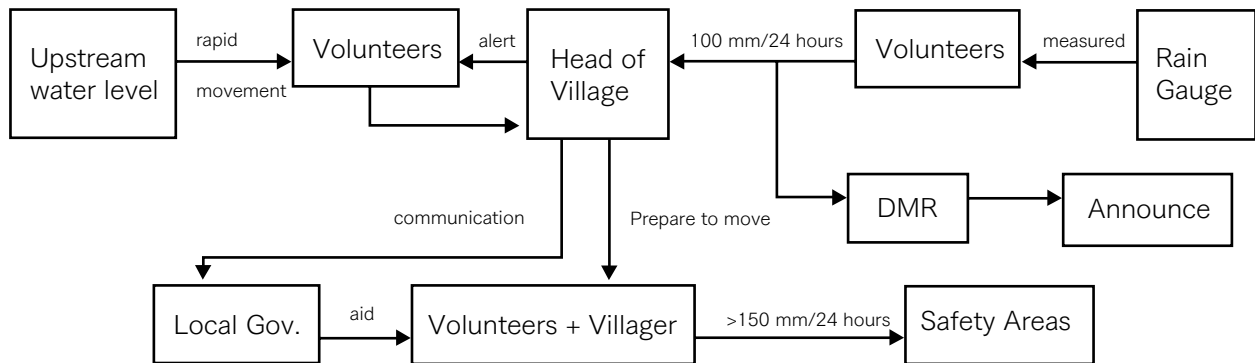 Upstream
water level
rapid
movement
Volunteers
alert
Head of
Village
100 mm/24 hours
Volunteers
measured
Rain
Gauge
communication
Prepare to move
DMR
Announce
Local Gov.
aid
Volunteers + Villager
>150 mm/24 hours
Safety Areas